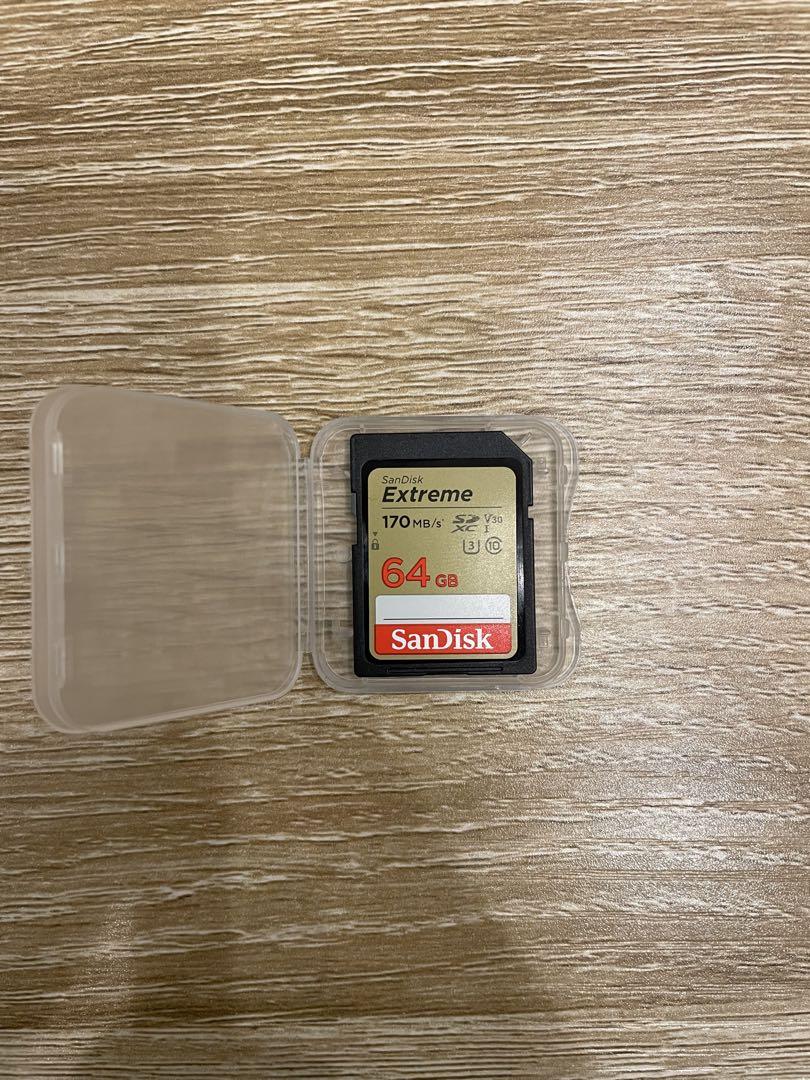 SanDisk
Extreme
170 MB/s* SD XC V30 I
3 10
64 GB
SanDisk